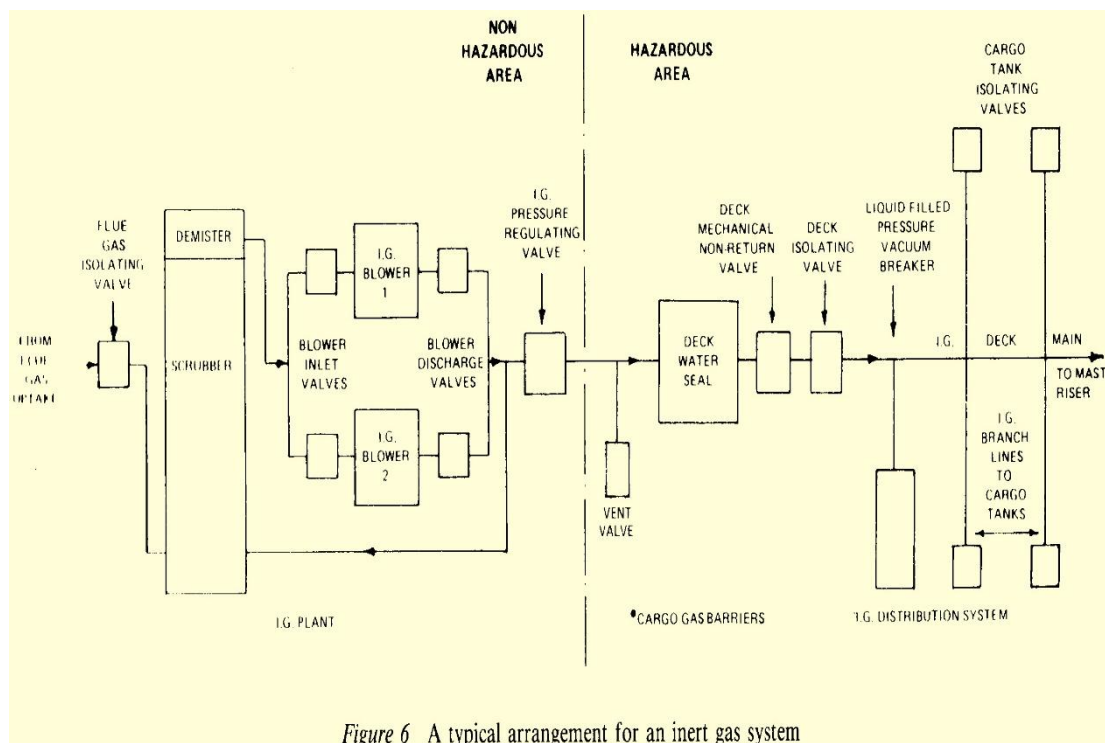 NON
HAZARDOUS
AREA
HAZARDOUS
AREA
CARGO
TANK
ISOLATING
VALVES
FLUE
GAS
ISOLATING
VALVE
DEMISTER
I.G.
BLOWER
1
I.G.
PRESSURE
REGULATING
VALVE
DECK
MECHANICAL
NON-RETURN
VALVE
DECK
ISOLATING
VALVE
LIQUID FILLED
PRESSURE
VACUUM
BREAKER
FROM
FLUE
GAS
UPTAKE
SCRUBBER
BLOWER
INLET
VALVES
BLOWER
DISCHARGE
VALVES
DECK
WATER
SEAL
I.G. DECK MAIN
TO MAST
RISER
I.G.
BLOWER
2
VENT
VALVE
I.G.
BRANCH
LINES
TO
CARGO
TANKS
I.G. PLANT
*CARGO GAS BARRIERS
I.G. DISTRIBUTION SYSTEM
Figure 6 A typical arrangement for an inert gas system